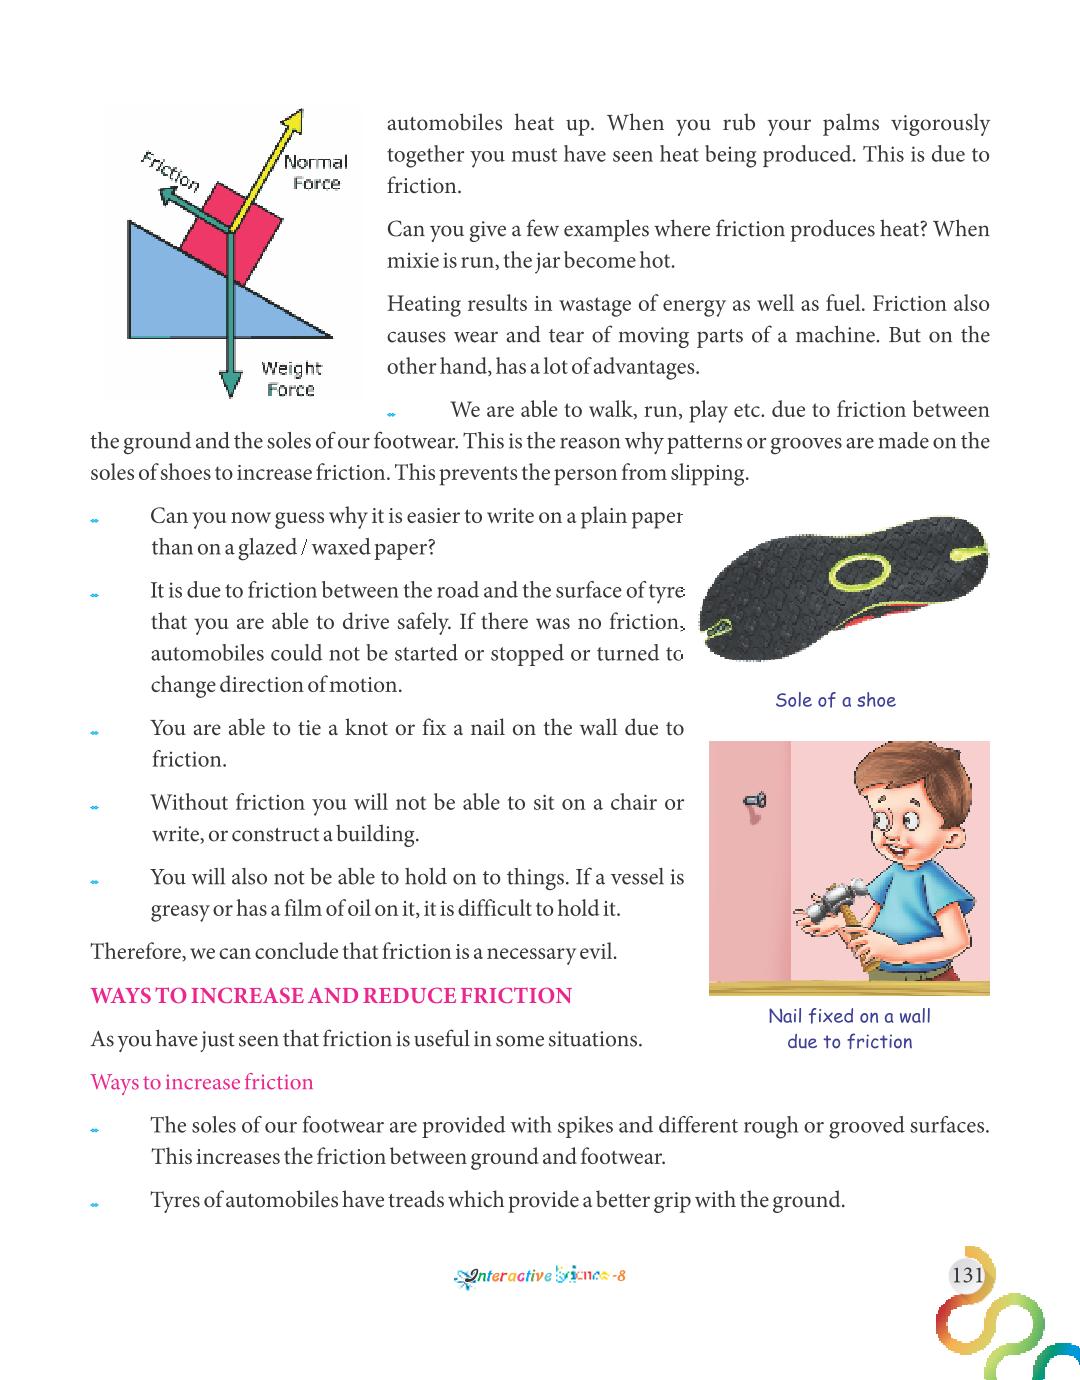 Friction
Normal
Force
Weight
Force
automobiles heat up. When you rub your palms vigorously
together you must have seen heat being produced. This is due to
friction.
Can you give a few examples where friction produces heat? When
mixie is run, the jar become hot.
Heating results in wastage of energy as well as fuel. Friction also
causes wear and tear of moving parts of a machine. But on the
other hand, has a lot of advantages.
We are able to walk, run, play etc. due to friction between
the ground and the soles of our footwear. This is the reason why patterns or grooves are made on the
soles of shoes to increase friction. This prevents the person from slipping.
Can you now guess why it is easier to write on a plain paper
than on a glazed / waxed paper?
It is due to friction between the road and the surface of tyre
that you are able to drive safely. If there was no friction,
automobiles could not be started or stopped or turned to
change direction of motion.
Sole of a shoe
You are able to tie a knot or fix a nail on the wall due to
friction.
Without friction you will not be able to sit on a chair or
write, or construct a building.
You will also not be able to hold on to things. If a vessel is
greasy or has a film of oil on it, it is difficult to hold it.
Therefore, we can conclude that friction is a necessary evil.
Nail fixed on a wall
due to friction
WAYS TO INCREASE AND REDUCE FRICTION
As you have just seen that friction is useful in some situations.
Ways to increase friction
The soles of our footwear are provided with spikes and different rough or grooved surfaces.
This increases the friction between ground and footwear.
Tyres of automobiles have treads which provide a better grip with the ground.
Interactive Science-8
131